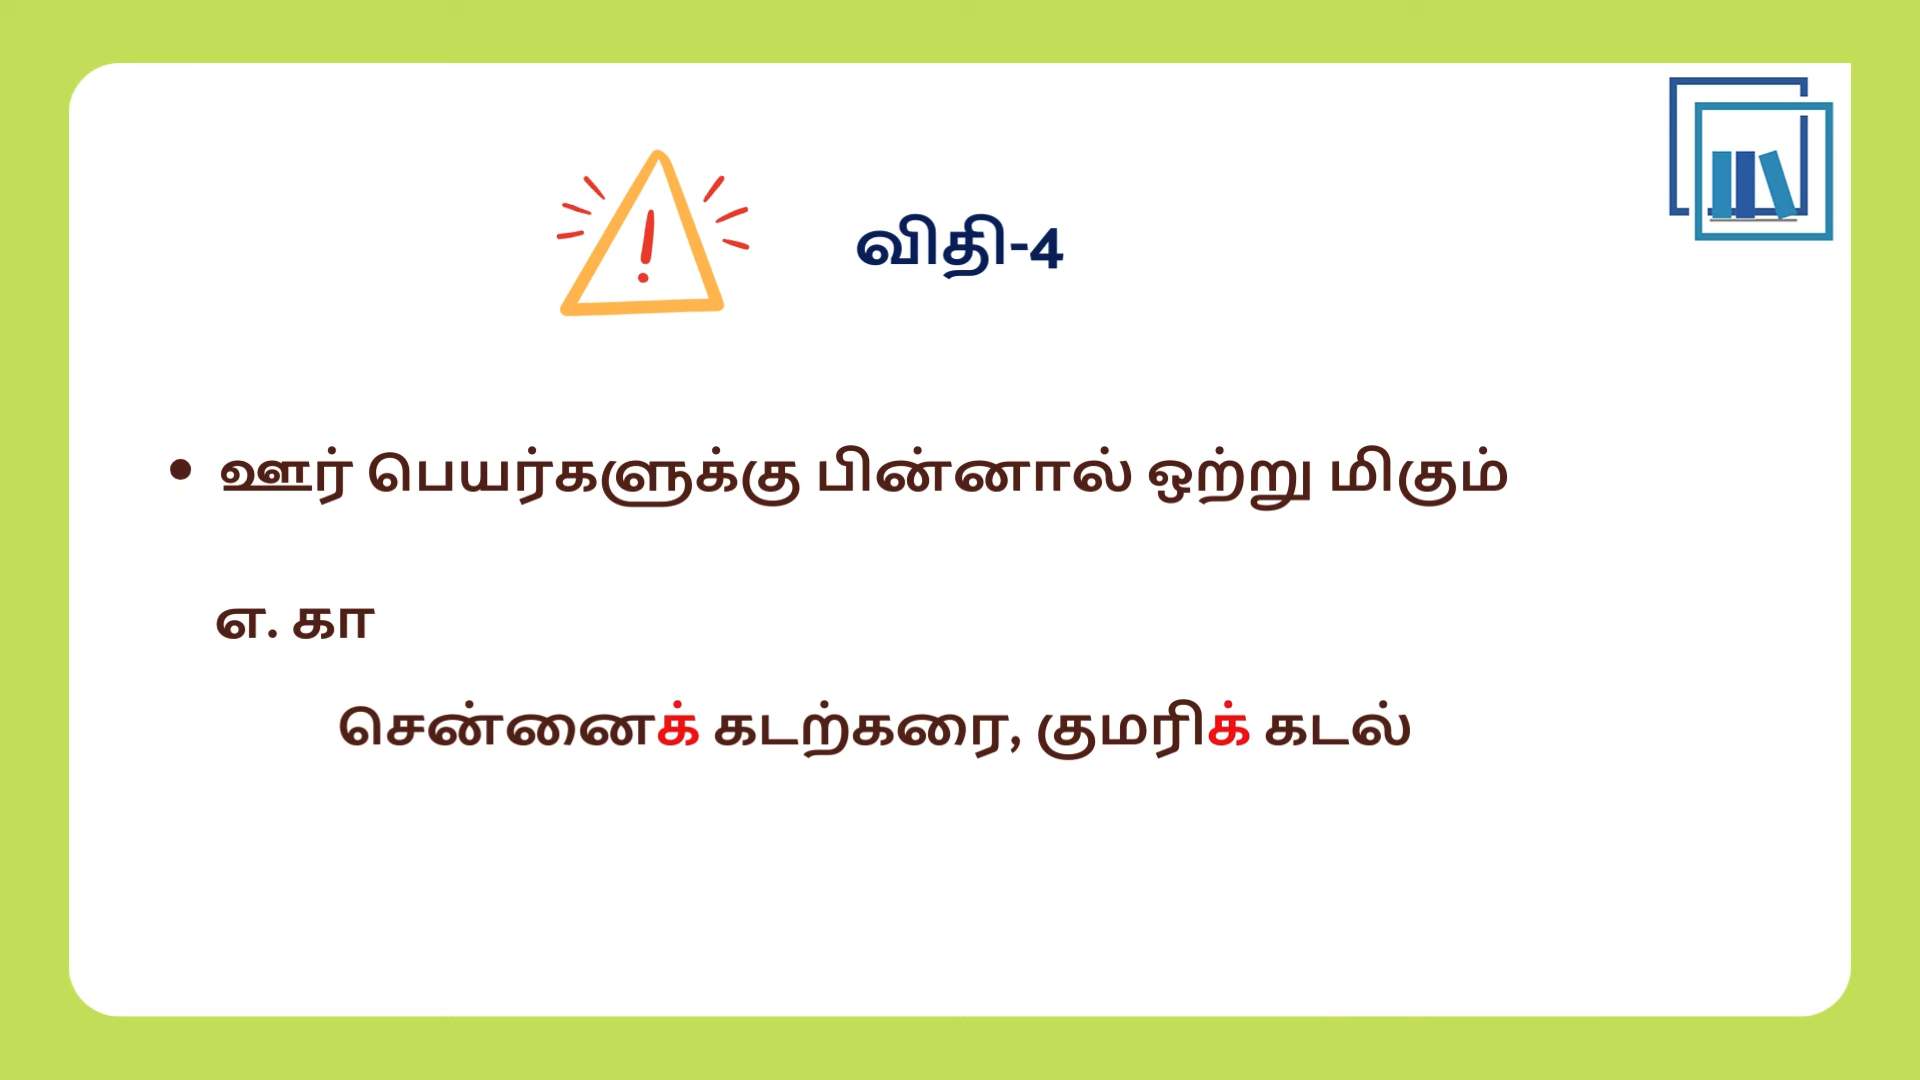 விதி-4
• ஊர் பெயர்களுக்கு பின்னால் ஒற்று மிகும்
எ. கா
சென்னைக் கடற்கரை, குமரிக் கடல்